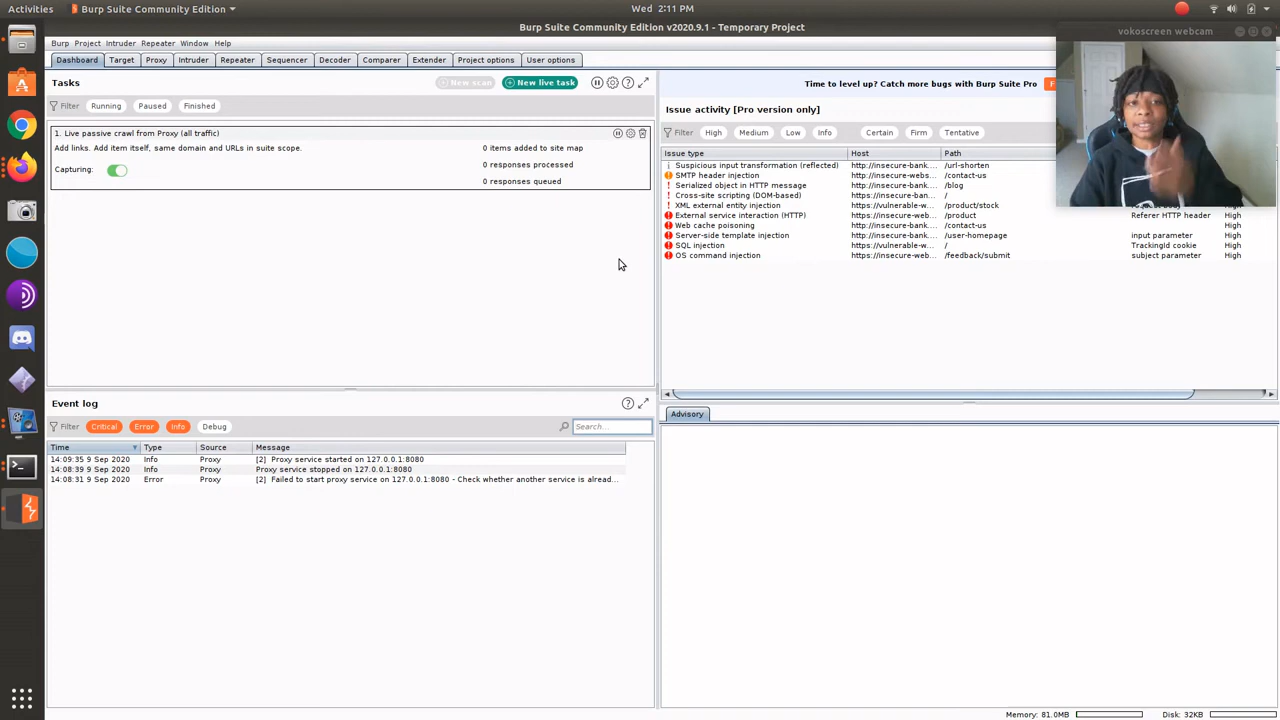 Activities
Burp Suite Community Edition
Wed 2:11 PM
Burp Suite Community Edition v2020.9.1 - Temporary Project
vokoscreen webcam
Burp Project Intruder Repeater Window Help
Dashboard Target Proxy Intruder Repeater Sequencer Decoder Comparer Extender Project options User options
Tasks
New scan
New live task
Filter Running Paused Finished
1. Live passive crawl from Proxy (all traffic)
Add links. Add item itself, same domain and URLs in suite scope.
0 items added to site map
0 responses processed
Capturing:
0 responses queued
Time to level up? Catch more bugs with Burp Suite Pro
Issue activity [Pro version only]
Filter High Medium Low Info Certain Firm Tentative
Issue type Host Path
Suspicious input transformation (reflected) http://insecure-bank.... /url-shorten
SMTP header injection https://insecure-webs... /contact-us
Serialized object in HTTP message https://insecure-bank.... /blog
Cross-site scripting (DOM-based) https://insecure-bank.... /
XML external entity injection https://vulnerable-w... /product/stock High
External service interaction (HTTP) https://insecure-web... /product Referer HTTP header High
Web cache poisoning http://insecure-bank.... /contact-us High
Server-side template injection http://insecure-bank.... /user-homepage input parameter High
SQL injection https://vulnerable-w... / TrackingId cookie High
OS command injection https://insecure-web... /feedback/submit subject parameter High
Event log
Filter Critical Error Info Debug
Search...
Time Type Source Message
14:09:35 9 Sep 2020 Info Proxy [2] Proxy service started on 127.0.0.1:8080
14:08:39 9 Sep 2020 Info Proxy Proxy service stopped on 127.0.0.1:8080
14:08:31 9 Sep 2020 Error Proxy [2] Failed to start proxy service on 127.0.0.1:8080 - Check whether another service is alread...
Advisory
Memory: 81.0MB
Disk: 32KB